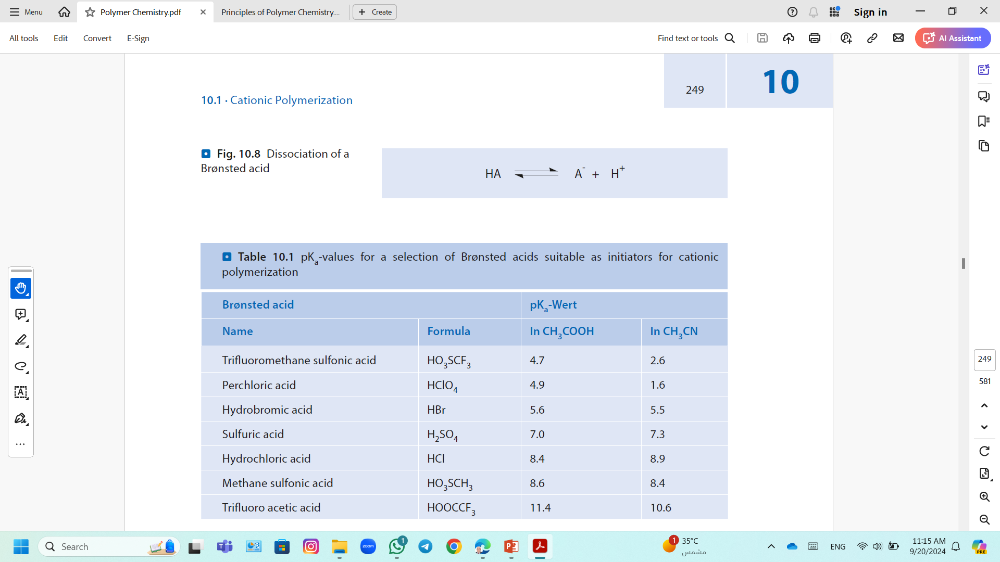 Menu
Polymer Chemistry.pdf
Principles of Polymer Chemistry....
Create
Sign in
All tools
Edit
Convert
E-Sign
Find text or tools
AI Assistant
249
10
10.1 · Cationic Polymerization
Fig. 10.8 Dissociation of a
Brønsted acid
HA ⇌ A⁻ + H⁺
Table 10.1 pKₐ-values for a selection of Brønsted acids suitable as initiators for cationic
polymerization
Brønsted acid pKₐ-Wert
Name Formula In CH₃COOH In CH₃CN
Trifluoromethane sulfonic acid HO₃SCF₃ 4.7 2.6
Perchloric acid HClO₄ 4.9 1.6
Hydrobromic acid HBr 5.6 5.5
Sulfuric acid H₂SO₄ 7.0 7.3
Hydrochloric acid HCl 8.4 8.9
Methane sulfonic acid HO₃SCH₃ 8.6 8.4
Trifluoro acetic acid HOOCCF₃ 11.4 10.6
249
581
Search
zoom
1
1
35°C
مشمس
ENG
11:15 AM
9/20/2024
PRE